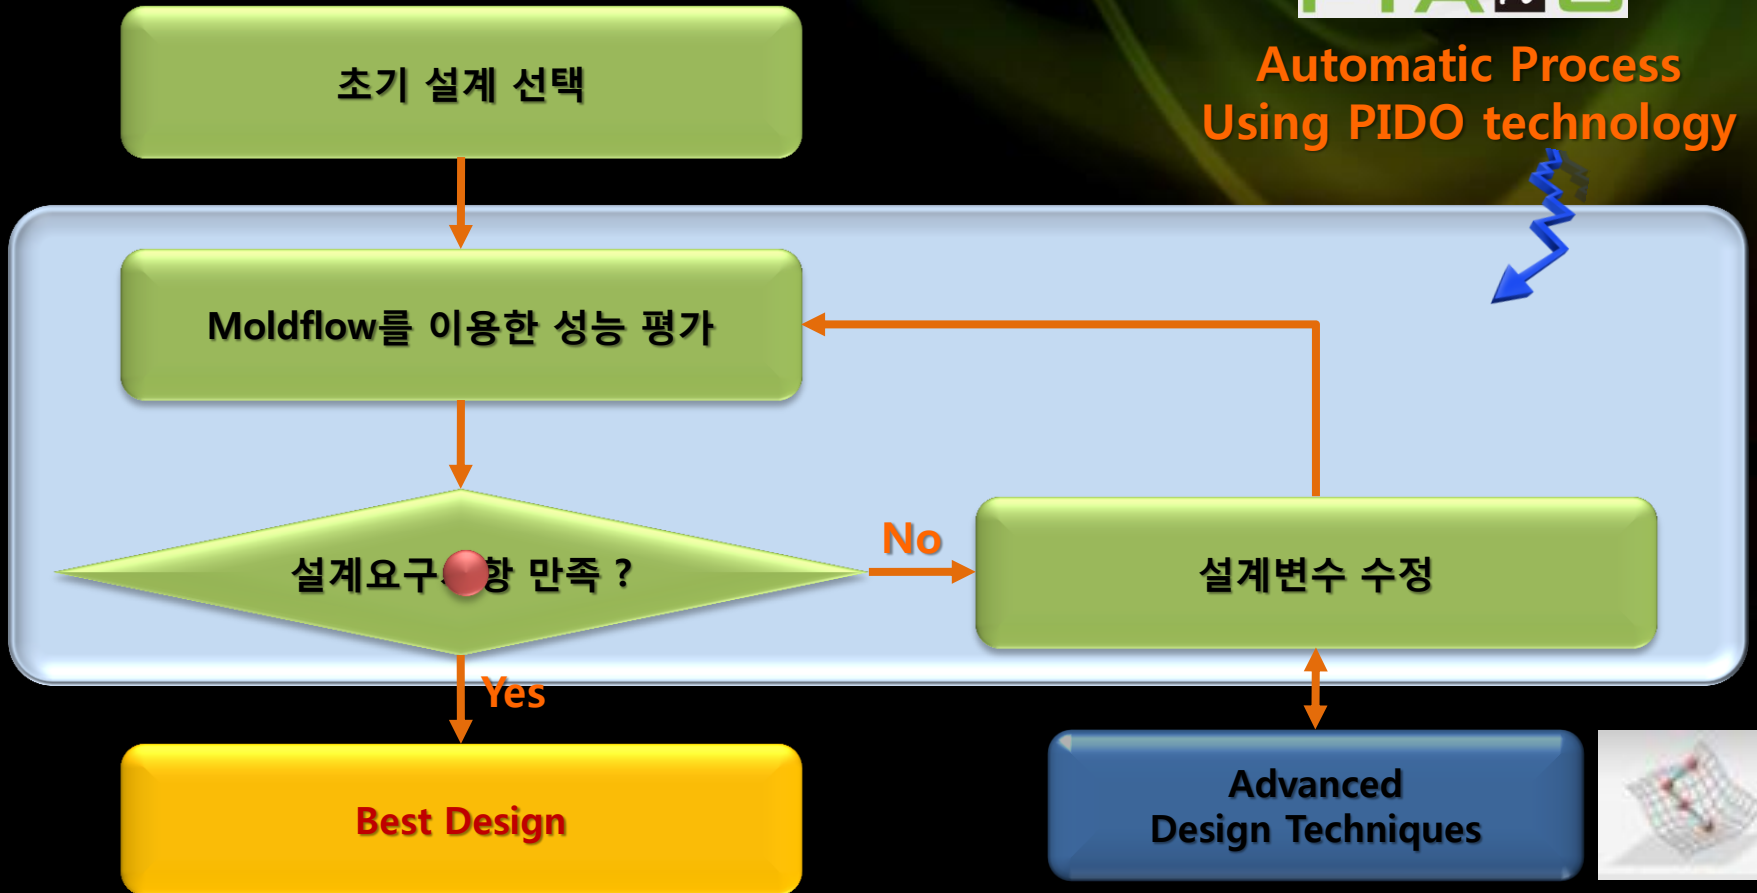 Automatic Process
Using PIDO technology
초기 설계 선택
Moldflow를 이용한 성능 평가
설계요구 항 만족 ?
No
설계변수 수정
Yes
Best Design
Advanced
Design Techniques